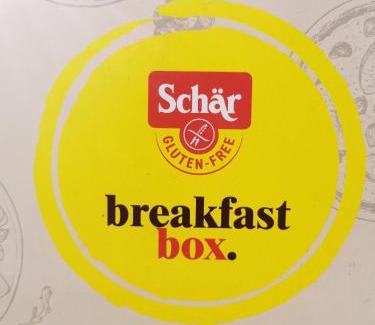 Schär
GLUTEN-FREE
breakfast
box.